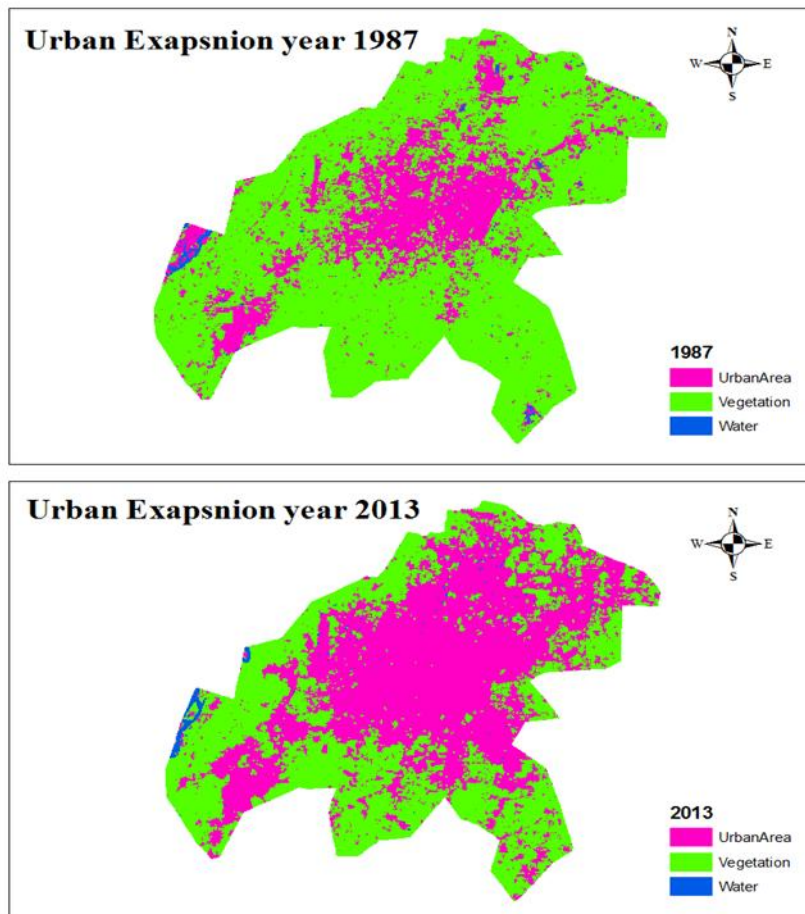 Urban Exapsnion year 1987
N
W E
S
1987
UrbanArea
Vegetation
Water
Urban Exapsnion year 2013
N
W E
S
2013
UrbanArea
Vegetation
Water